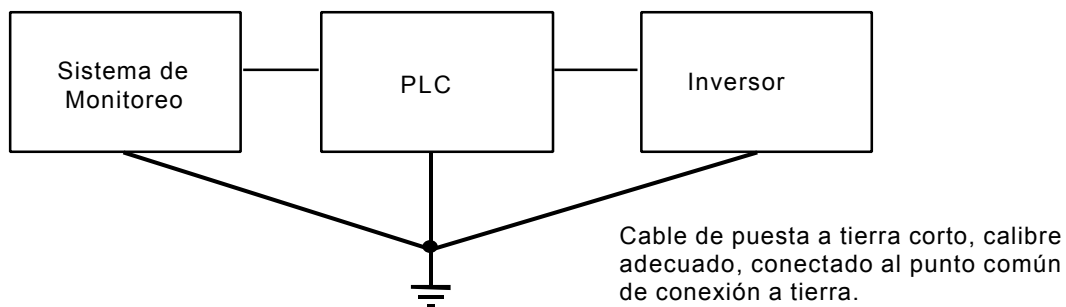 Sistema de
Monitoreo
PLC
Inversor
Cable de puesta a tierra corto, calibre
adecuado, conectado al punto común
de conexión a tierra.